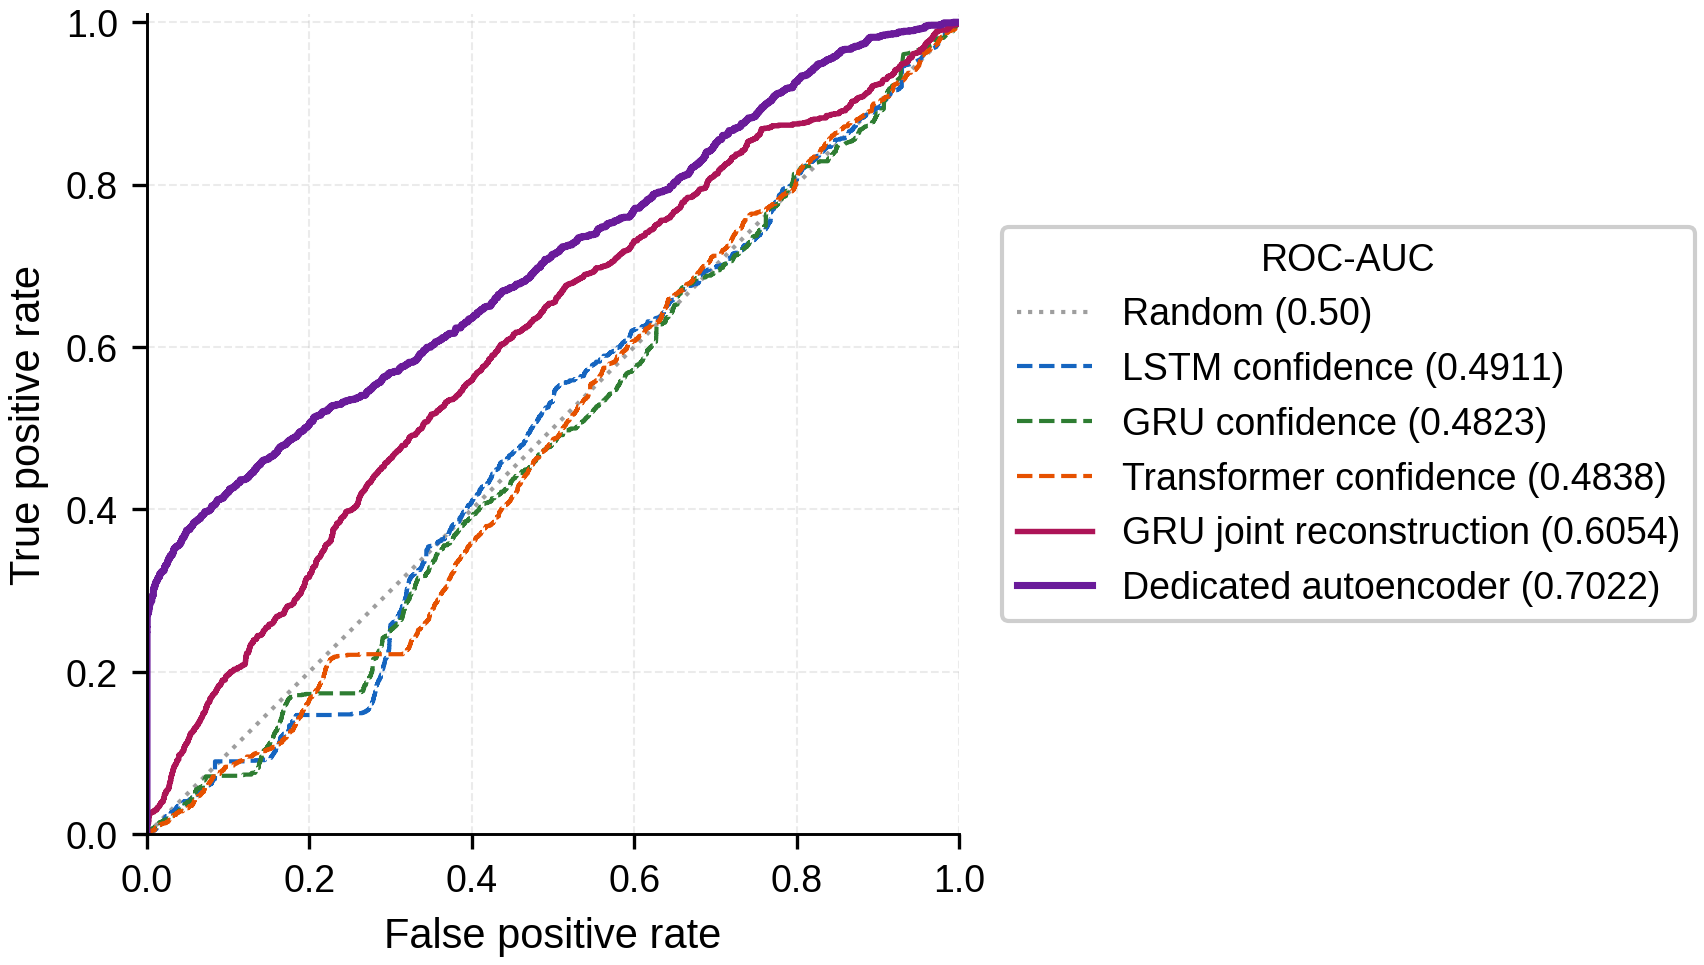 1.0
0.8
0.6
0.4
0.2
0.0
True positive rate
0.0 0.2 0.4 0.6 0.8 1.0
False positive rate
ROC-AUC
Random (0.50)
LSTM confidence (0.4911)
GRU confidence (0.4823)
Transformer confidence (0.4838)
GRU joint reconstruction (0.6054)
Dedicated autoencoder (0.7022)